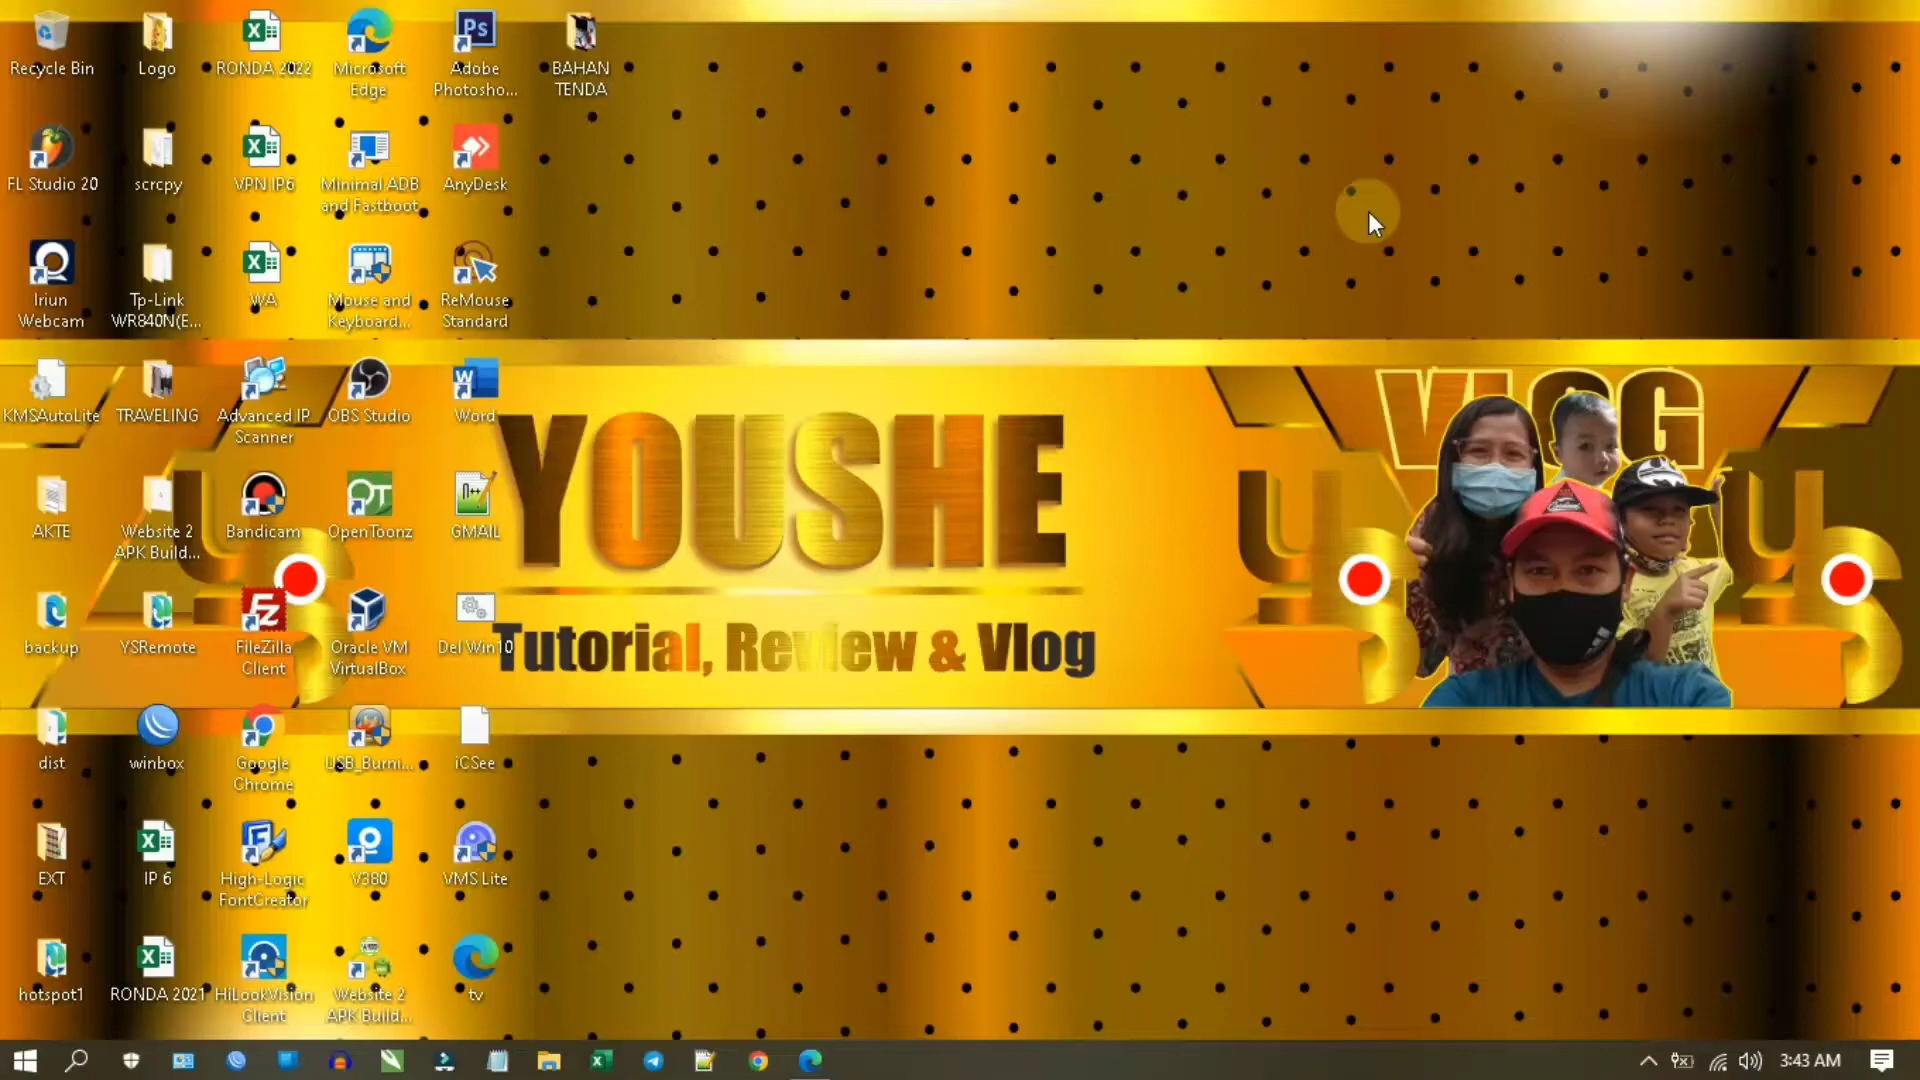 Recycle Bin
Logo
RONDA 2022
Microsoft
Edge
Adobe
Photosho...
BAHAN
TENDA
FL Studio 20
scrcpy
VPN IP6
Minimal ADB
and Fastboot
AnyDesk
Iriun
Webcam
Tp-Link
WR840N(E...
WA
Mouse and
Keyboard...
ReMouse
Standard
KMSAutoLite
TRAVELING
Advanced IP
Scanner
OBS Studio
Word
AKTE
Website 2
APK Build...
Bandicam
OpenToonz
GMAIL
backup
YSRemote
FileZilla
Client
Oracle VM
VirtualBox
Del Win10
dist
winbox
Google
Chrome
USB_Burni...
iCSee
EXT
IP 6
High-Logic
FontCreator
V380
VMS Lite
hotspot1
RONDA 2021
HiLookVision
Client
Website 2
APK Build...
tv
YOUSHE
Tutorial, Review & Vlog
VLOG
3:43 AM